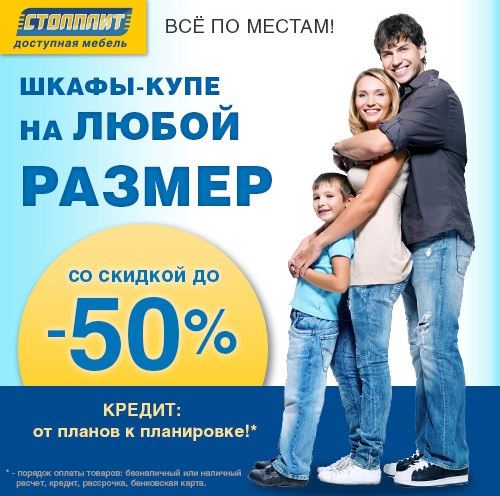 СТОЛПЛИТ
доступная мебель
ВСЁ ПО МЕСТАМ!
ШКАФЫ-КУПЕ
НА ЛЮБОЙ
РАЗМЕР
СО СКИДКОЙ ДО
-50%
КРЕДИТ:
от планов к планировке!*
* - порядок оплаты товаров: безналичный или наличный
расчет, кредит, рассрочка, банковская карта.